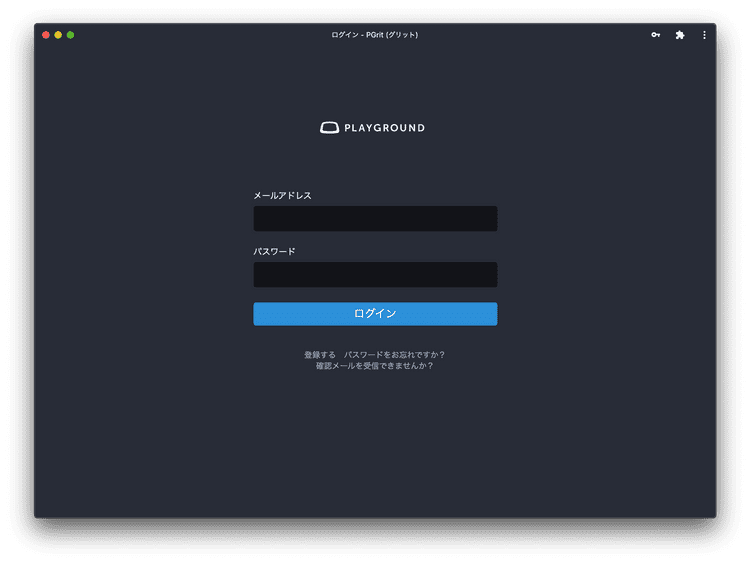 ログイン - PGrit (グリット)
PLAYGROUND
メールアドレス
パスワード
ログイン
登録する　パスワードをお忘れですか？
確認メールを受信できませんか？